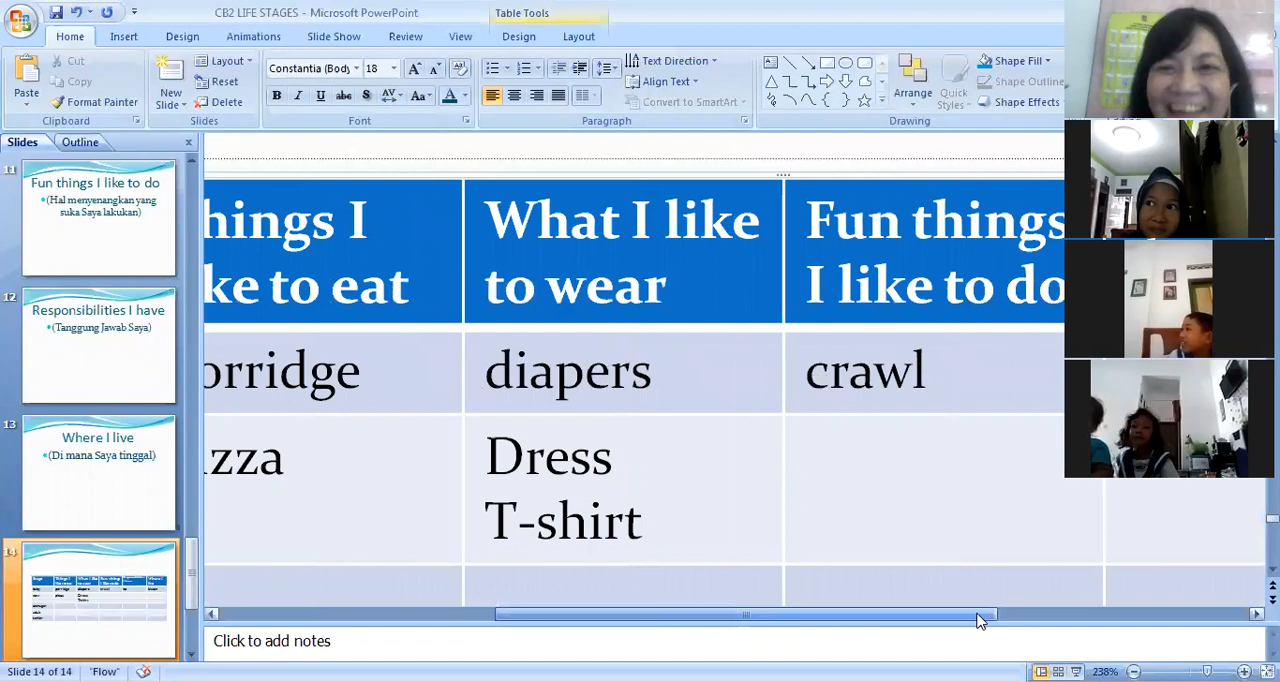 CB2 LIFE STAGES - Microsoft PowerPoint
Table Tools
Home Insert Design Animations Slide Show Review View Design Layout
Paste
Cut
Copy
Format Painter
Clipboard
New Slide
Layout
Reset
Delete
Slides
Constantia (Body 18
B I U abc S AV Aa A
Font
Text Direction
Align Text
Convert to SmartArt
Paragraph
Arrange
Quick Styles
Shape Fill
Shape Outline
Shape Effects
Drawing
Slides Outline
11
Fun things I like to do
(Hal menyenangkan yang
suka Saya lakukan)
12
Responsibilities I have
(Tanggung Jawab Saya)
13
Where I live
(Di mana Saya tinggal)
14
hings I
ke to eat
What I like
to wear
Fun things
I like to do
orridge
diapers
crawl
izza
Dress
T-shirt
Click to add notes
Slide 14 of 14 "Flow" 238%